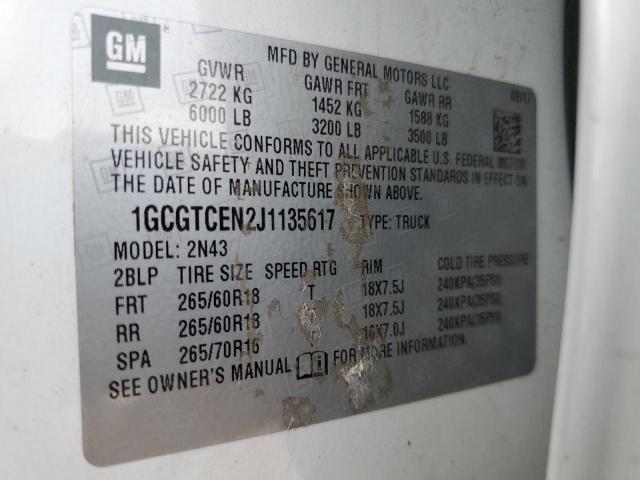 GM
MFD BY GENERAL MOTORS LLC
08/17
GVWR GAWR FRT GAWR RR
2722 KG 1452 KG 1588 KG
6000 LB 3200 LB 3500 LB
THIS VEHICLE CONFORMS TO ALL APPLICABLE U.S. FEDERAL MOTOR
VEHICLE SAFETY AND THEFT PREVENTION STANDARDS IN EFFECT ON
THE DATE OF MANUFACTURE SHOWN ABOVE.
1GCGTCEN2J1135617 TYPE: TRUCK
MODEL: 2N43
2BLP TIRE SIZE SPEED RTG RIM COLD TIRE PRESSURE
FRT 265/60R18 T 18X7.5J 240KPA(35PSI)
RR 265/60R18 18X7.5J 240KPA(35PSI)
SPA 265/70R16 16X7.0J 240KPA(35PSI)
SEE OWNER'S MANUAL FOR MORE INFORMATION.